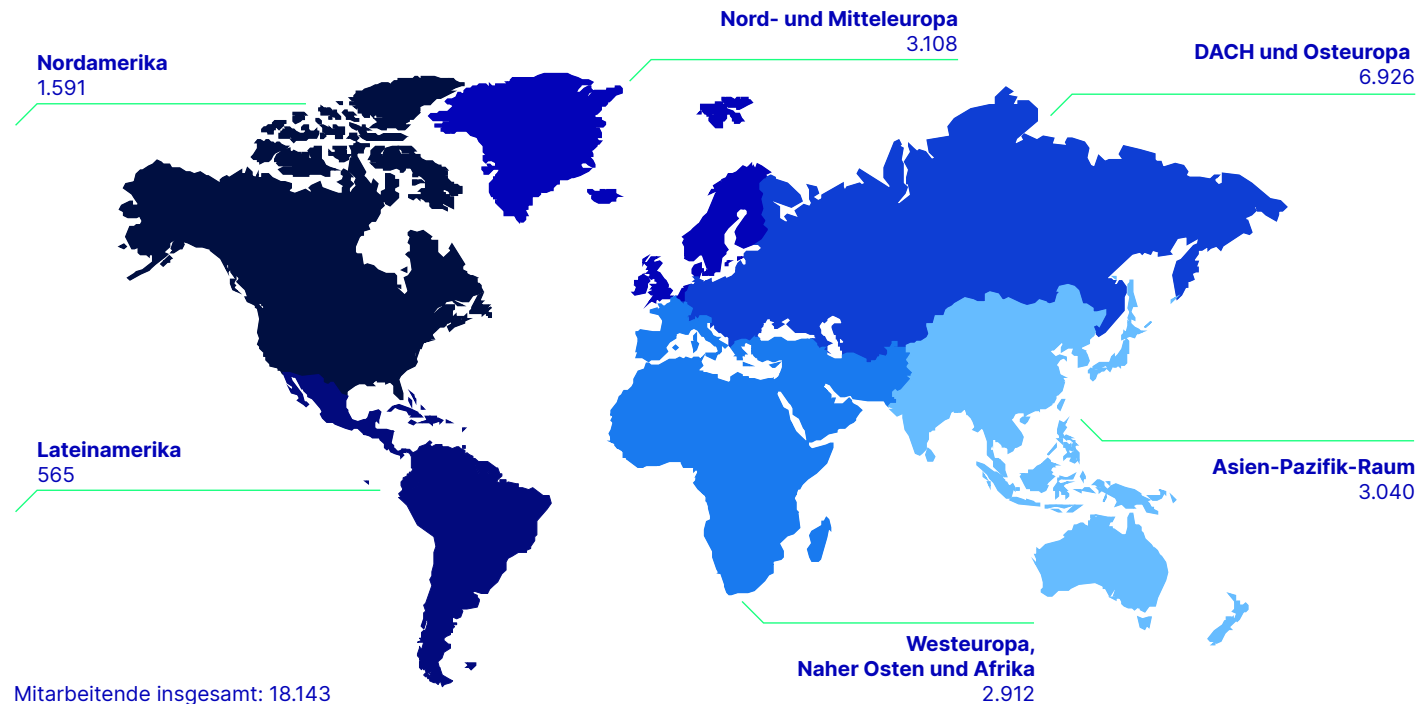 Nord- und Mitteleuropa
3.108
DACH und Osteuropa
6.926
Nordamerika
1.591
Lateinamerika
565
Asien-Pazifik-Raum
3.040
Westeuropa,
Naher Osten und Afrika
2.912
Mitarbeitende insgesamt: 18.143